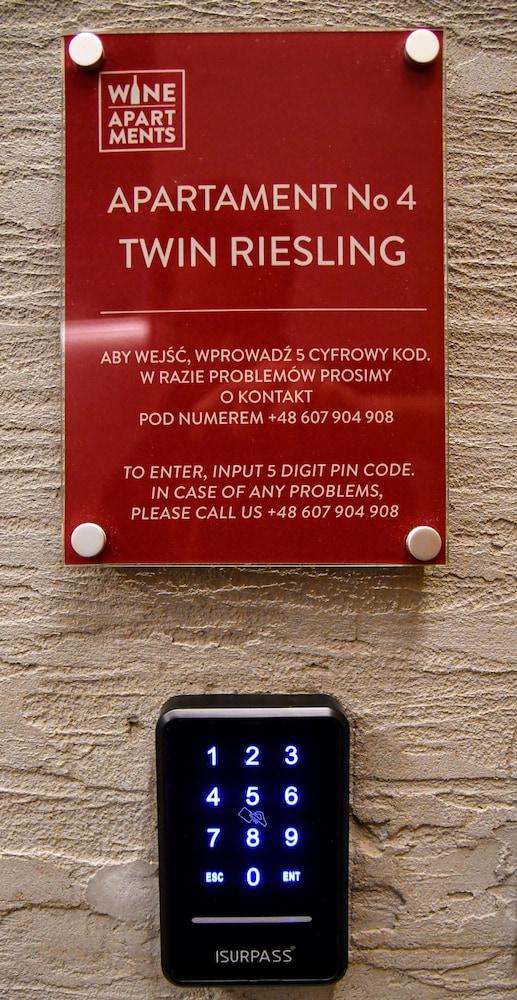 WINE
APART
MENTS
APARTAMENT No 4
TWIN RIESLING
ABY WEJŚĆ, WPROWADŹ 5 CYFROWY KOD.
W RAZIE PROBLEMÓW PROSIMY
O KONTAKT
POD NUMEREM +48 607 904 908
TO ENTER, INPUT 5 DIGIT PIN CODE.
IN CASE OF ANY PROBLEMS,
PLEASE CALL US +48 607 904 908
1 2 3
4 5 6
7 8 9
ESC 0 ENT
ISURPASS®